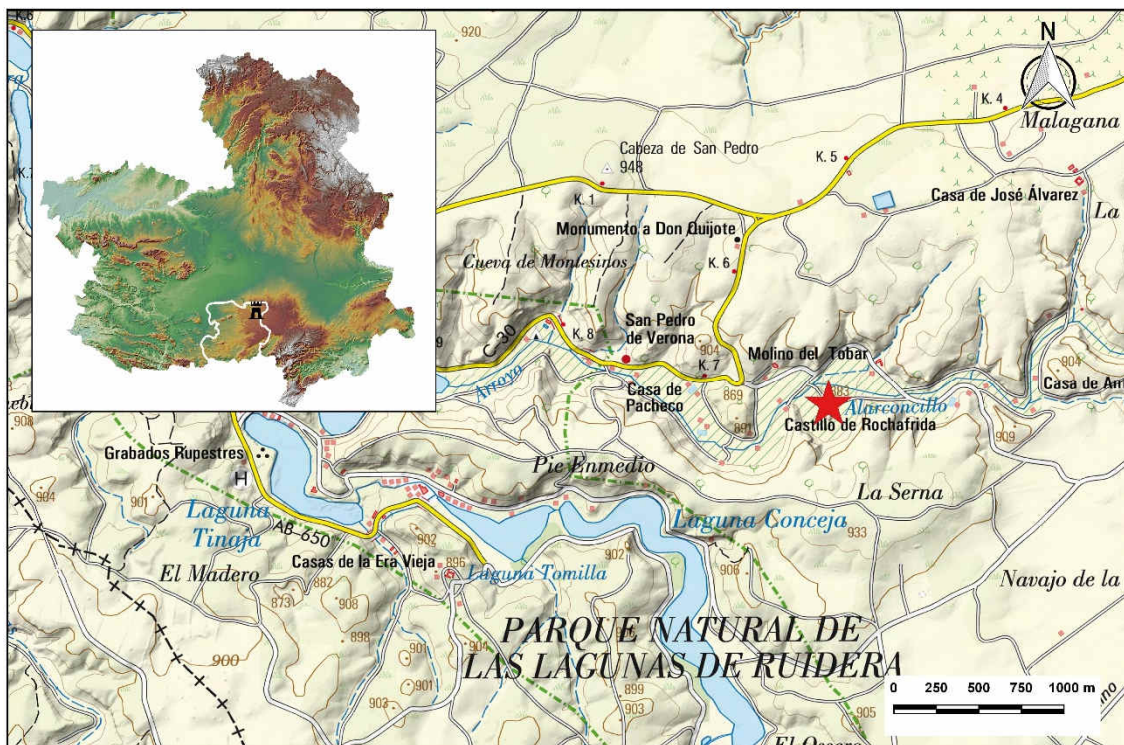 K.6
920
N
K. 4
Malagana
Cabeza de San Pedro
948
K. 5
K. 1
Casa de José Álvarez
La
Monumento a Don Quijote
Cueva de Montesinos
K. 6
C-30
K. 8
San Pedro
de Verona
904
Molino del Tobar
904
K. 7
Arroyo
Casa de
Pacheco
869
883
Casa de Ant
Alarconcillo
Castillo de Rochafrida
908
891
909
Grabados Rupestres
H
Pie Enmedio
La Serna
904
901
Laguna
Tinaja
AB-650
Laguna Conceja
933
902
902
Casas de la Era Vieja
896
Laguna Tomilla
El Madero
882
873
908
906
Navajo de la
898
904
PARQUE NATURAL DE
LAS LAGUNAS DE RUIDERA
900
901
901
899
903
903
905
0 250 500 750 1000 m